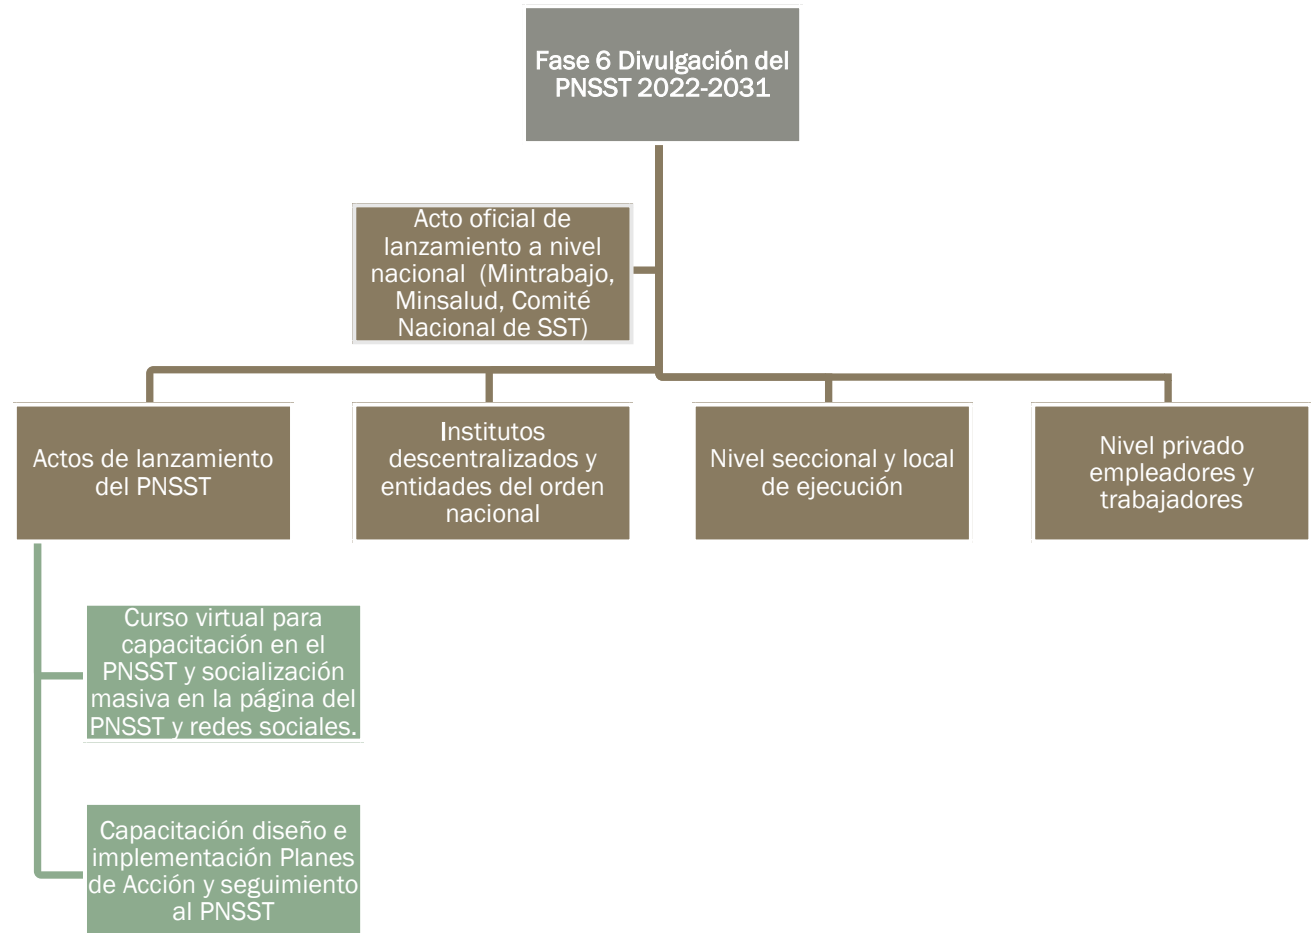 Fase 6 Divulgación del
PNSST 2022-2031
Acto oficial de
lanzamiento a nivel
nacional  (Mintrabajo,
Minsalud, Comité
Nacional de SST)
Actos de lanzamiento
del PNSST
Institutos
descentralizados y
entidades del orden
nacional
Nivel seccional y local
de ejecución
Nivel privado
empleadores y
trabajadores
Curso virtual para
capacitación en el
PNSST y socialización
masiva en la página del
PNSST y redes sociales.
Capacitación diseño e
implementación Planes
de Acción y seguimiento
al PNSST